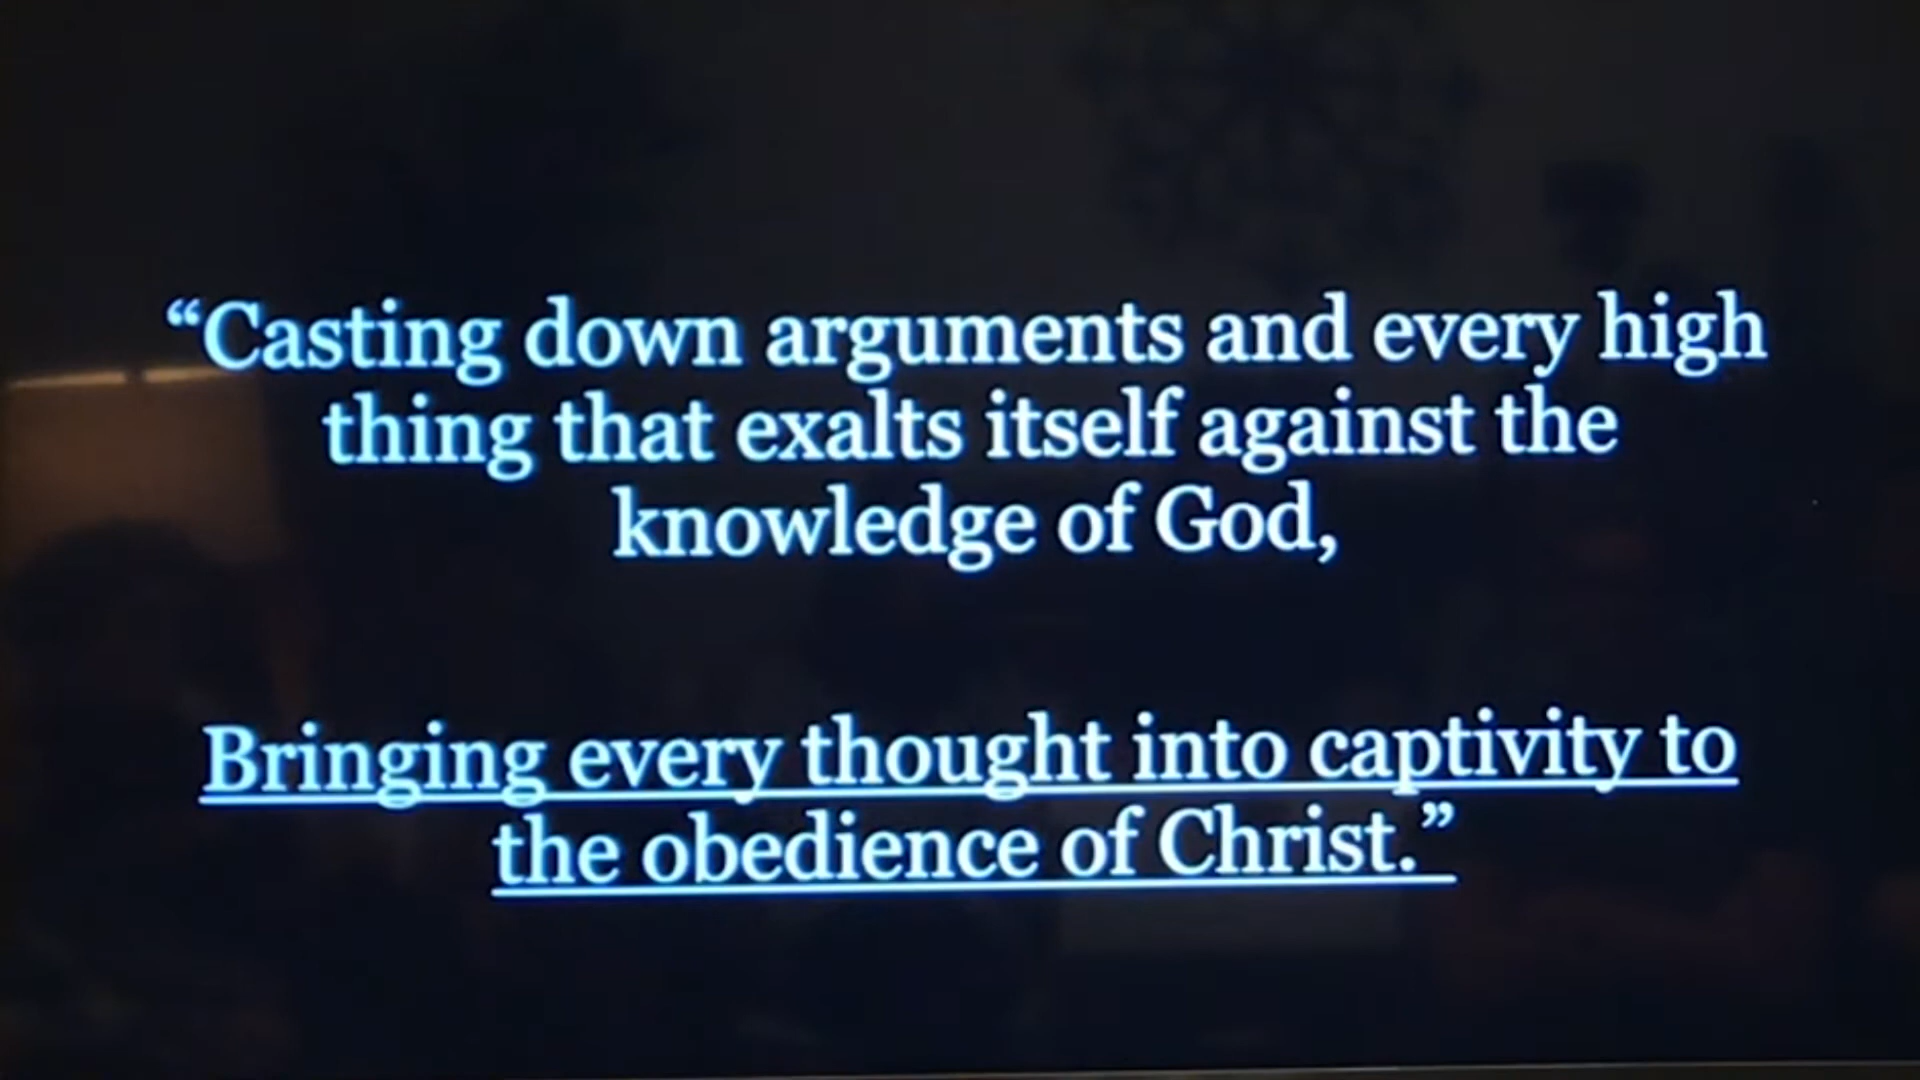 “Casting down arguments and every high
thing that exalts itself against the
knowledge of God,
Bringing every thought into captivity to
the obedience of Christ.”